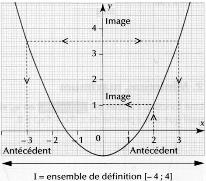 y
4
Image
3
2
Image
1
x
-3 -2 -1 0 1 2 3
Antécédent Antécédent
I = ensemble de définition [– 4 ; 4]